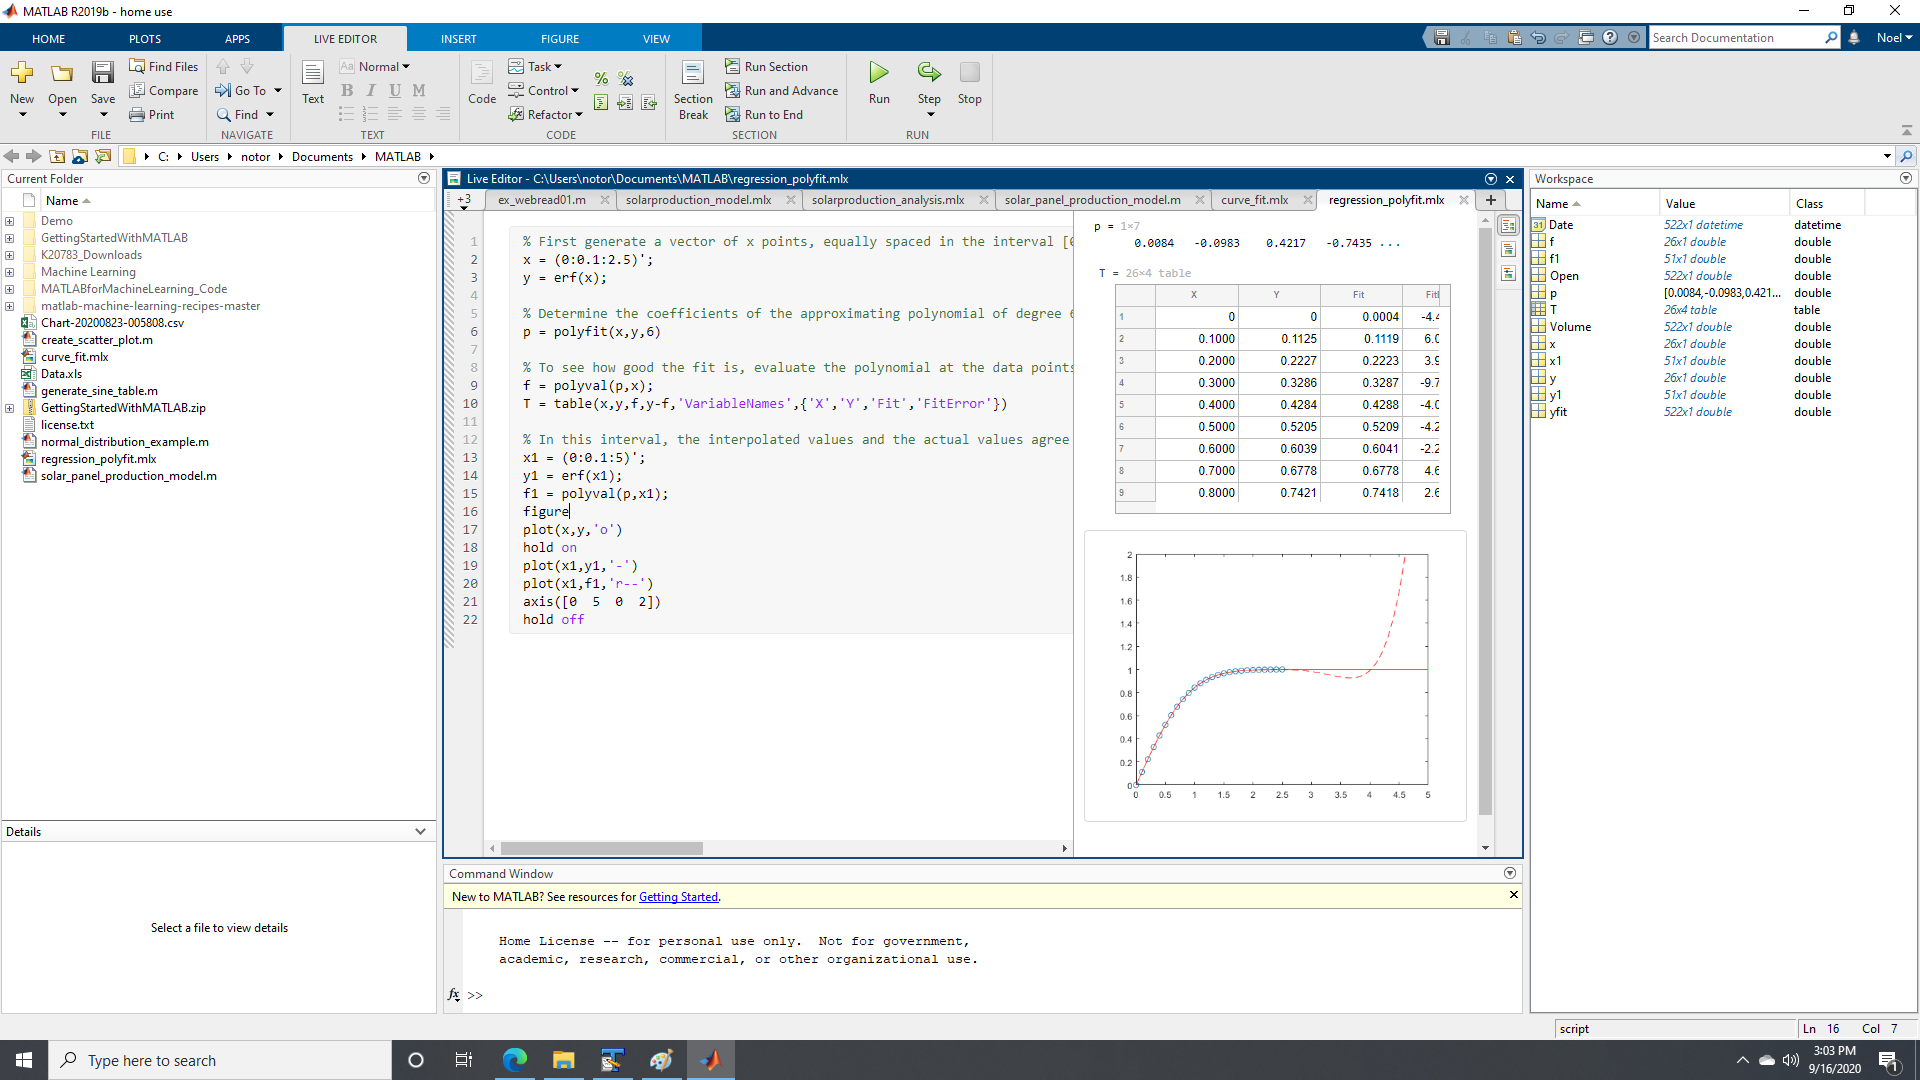 MATLAB R2019b - home use
HOME PLOTS APPS LIVE EDITOR INSERT FIGURE VIEW
Search Documentation
Noel
New Open Save
Find Files
Compare
Print
FILE
Go To
Find
NAVIGATE
Text
Aa Normal
B I U M
TEXT
Code
Task
Control
Refactor
CODE
Section Break
Run Section
Run and Advance
Run to End
SECTION
Run Step Stop
RUN
C: Users notor Documents MATLAB
Current Folder
Name
Demo
GettingStartedWithMATLAB
K20783_Downloads
Machine Learning
MATLABforMachineLearning_Code
matlab-machine-learning-recipes-master
Chart-20200823-005808.csv
create_scatter_plot.m
curve_fit.mlx
Data.xls
generate_sine_table.m
GettingStartedWithMATLAB.zip
license.txt
normal_distribution_example.m
regression_polyfit.mlx
solar_panel_production_model.m
Details
Select a file to view details
Live Editor - C:\Users\notor\Documents\MATLAB\regression_polyfit.mlx
+3 ex_webread01.m solarproduction_model.mlx solarproduction_analysis.mlx solar_panel_production_model.m curve_fit.mlx regression_polyfit.mlx
1 % First generate a vector of x points, equally spaced in the interval [0
2 x = (0:0.1:2.5)';
3 y = erf(x);
4
5 % Determine the coefficients of the approximating polynomial of degree 6
6 p = polyfit(x,y,6)
7
8 % To see how good the fit is, evaluate the polynomial at the data points
9 f = polyval(p,x);
10 T = table(x,y,f,y-f,'VariableNames',{'X','Y','Fit','FitError'})
11
12 % In this interval, the interpolated values and the actual values agree
13 x1 = (0:0.1:5)';
14 y1 = erf(x1);
15 f1 = polyval(p,x1);
16 figure
17 plot(x,y,'o')
18 hold on
19 plot(x1,y1,'-')
20 plot(x1,f1,'r--')
21 axis([0 5 0 2])
22 hold off
p = 1×7
0.0084 -0.0983 0.4217 -0.7435 ...
T = 26×4 table
X Y Fit
1 0 0 0.0004 -4.4
2 0.1000 0.1125 0.1119 6.0
3 0.2000 0.2227 0.2223 3.9
4 0.3000 0.3286 0.3287 -9.7
5 0.4000 0.4284 0.4288 -4.0
6 0.5000 0.5205 0.5209 -4.2
7 0.6000 0.6039 0.6041 -2.2
8 0.7000 0.6778 0.6778 4.6
9 0.8000 0.7421 0.7418 2.6
2
1.8
1.6
1.4
1.2
1
0.8
0.6
0.4
0.2
0
0 0.5 1 1.5 2 2.5 3 3.5 4 4.5 5
Command Window
New to MATLAB? See resources for Getting Started.
Home License -- for personal use only. Not for government,
academic, research, commercial, or other organizational use.
fx >>
Workspace
Name Value Class
Date 522x1 datetime datetime
f 26x1 double double
f1 51x1 double double
Open 522x1 double double
p [0.0084,-0.0983,0.421... double
T 26x4 table table
Volume 522x1 double double
x 26x1 double double
x1 51x1 double double
y 26x1 double double
y1 51x1 double double
yfit 522x1 double double
script Ln 16 Col 7
Type here to search
3:03 PM
9/16/2020
1